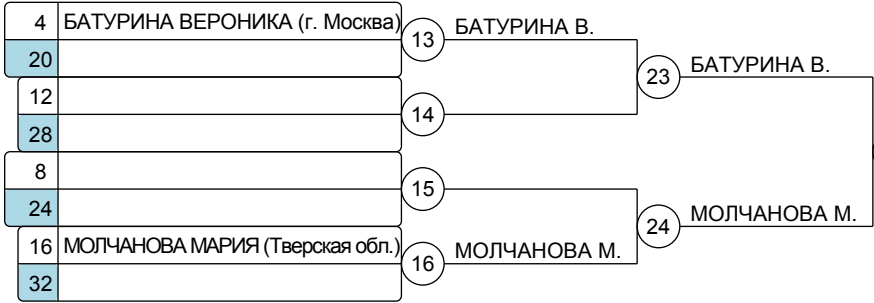 4 БАТУРИНА ВЕРОНИКА (г. Москва)
13 БАТУРИНА В.
20
23 БАТУРИНА В.
12
14
28
8
15
24
24 МОЛЧАНОВА М.
16 МОЛЧАНОВА МАРИЯ (Тверская обл.)
16 МОЛЧАНОВА М.
32